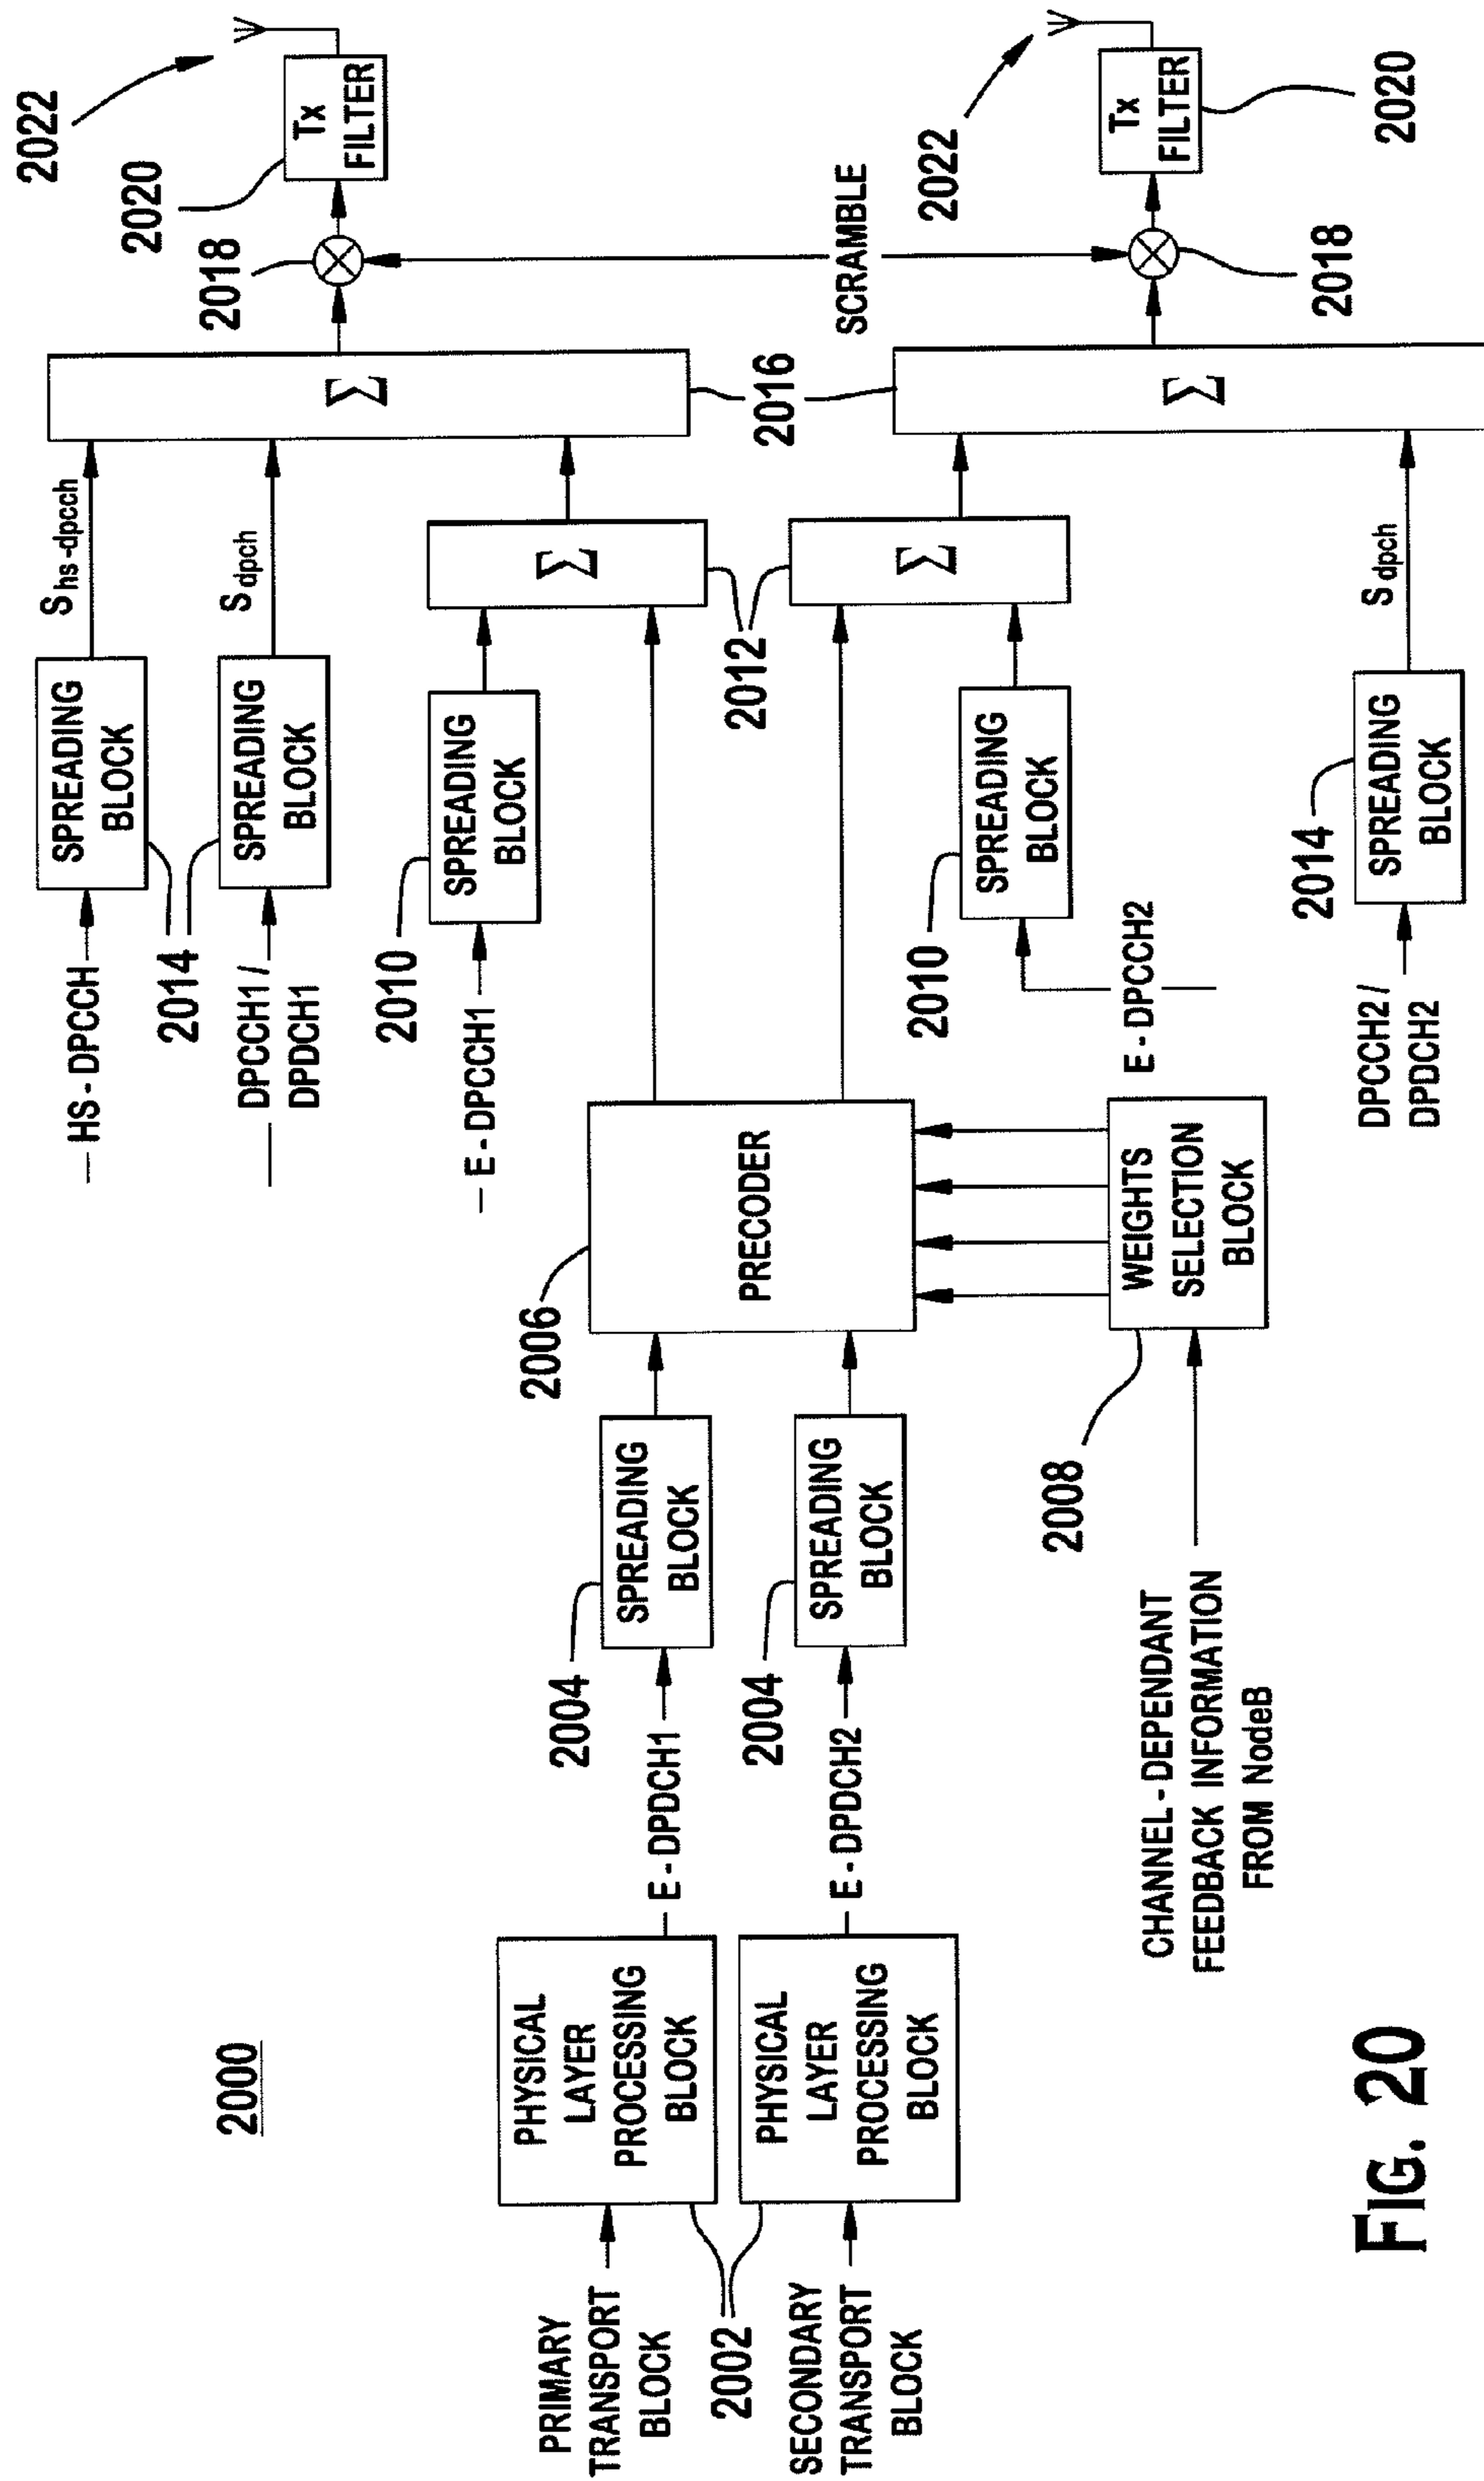 2000
PRIMARY
TRANSPORT
BLOCK
SECONDARY
TRANSPORT
BLOCK
2002
PHYSICAL
LAYER
PROCESSING
BLOCK
PHYSICAL
LAYER
PROCESSING
BLOCK
E - DPDCH1
E - DPDCH2
2004
SPREADING
BLOCK
2004
SPREADING
BLOCK
CHANNEL - DEPENDANT
FEEDBACK INFORMATION
FROM NodeB
2008
WEIGHTS
SELECTION
BLOCK
2006
PRECODER
HS - DPCCH
2014
DPCCH1 /
DPDCH1
SPREADING
BLOCK
SPREADING
BLOCK
S hs-dpcch
S dpch
2010
E - DPCCH1
SPREADING
BLOCK
2012
Σ
Σ
2010
E - DPCCH2
SPREADING
BLOCK
2014
DPCCH2 /
DPDCH2
SPREADING
BLOCK
S dpch
Σ
2016
Σ
2018
SCRAMBLE
2018
2020
Tx
FILTER
2022
2022
Tx
FILTER
2020
FIG. 20